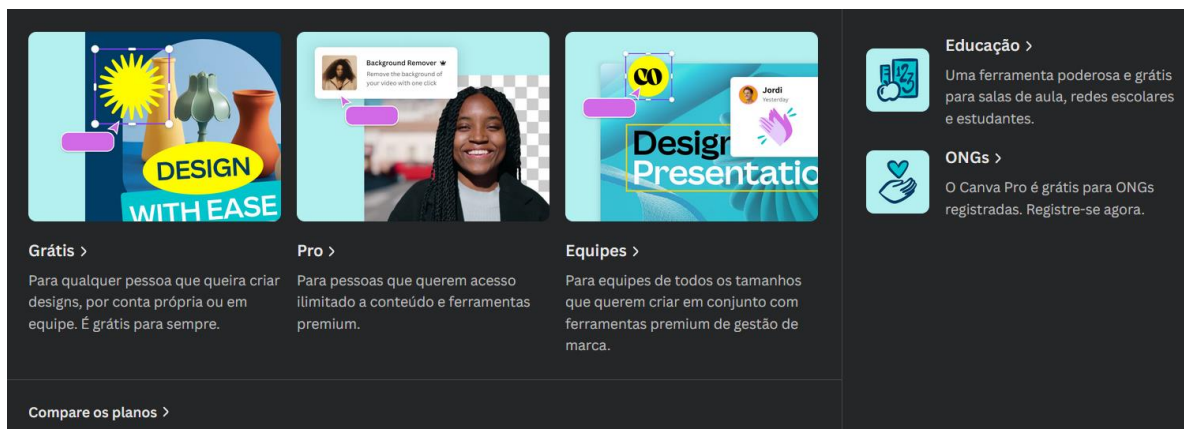 DESIGN
WITH EASE
Grátis >
Para qualquer pessoa que queira criar
designs, por conta própria ou em
equipe. É grátis para sempre.
Background Remover
Remove the background of
your video with one click
Pro >
Para pessoas que querem acesso
ilimitado a conteúdo e ferramentas
premium.
co
Jordi
Yesterday
Design
Presentatio
Equipes >
Para equipes de todos os tamanhos
que querem criar em conjunto com
ferramentas premium de gestão de
marca.
Compare os planos >
123
Educação >
Uma ferramenta poderosa e grátis
para salas de aula, redes escolares
e estudantes.
ONGs >
O Canva Pro é grátis para ONGs
registradas. Registre-se agora.